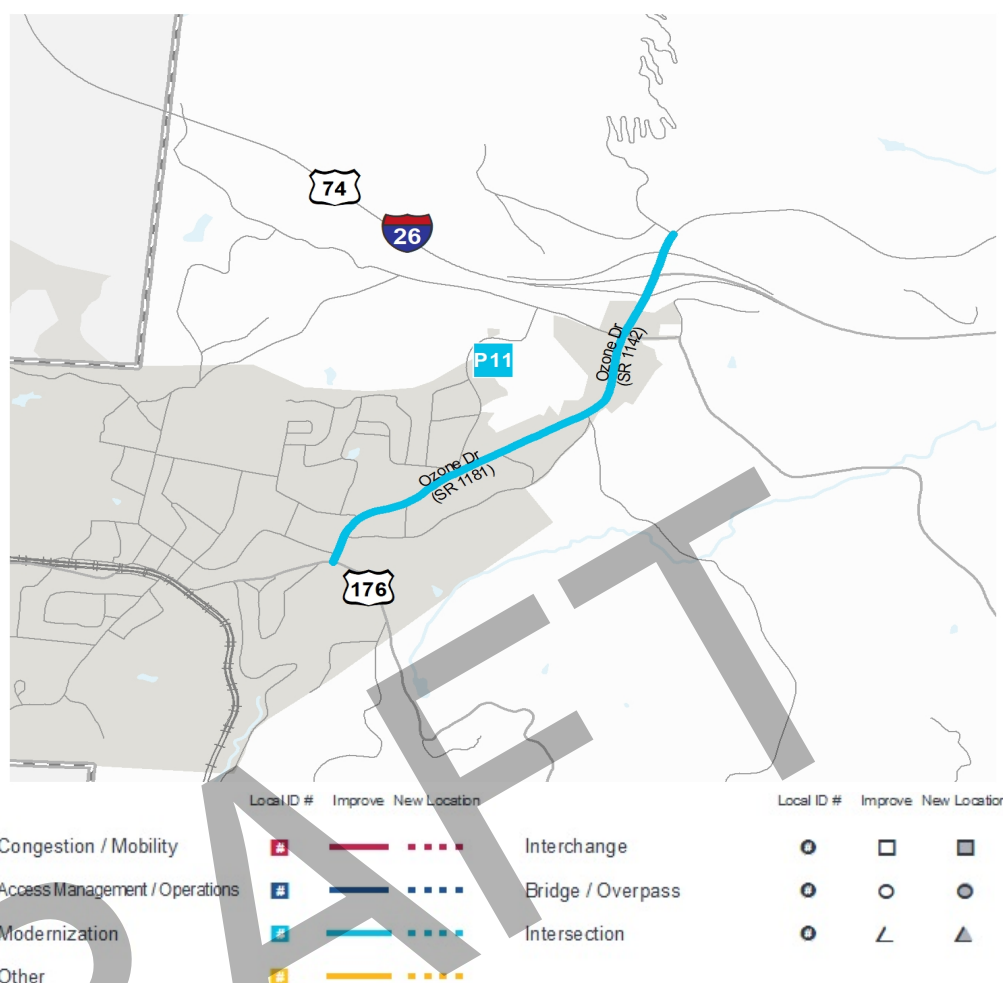 74
26
P11
Ozone Dr
(SR 1142)
Ozone Dr
(SR 1181)
176
DRAFT
Local ID # Improve New Location
Local ID # Improve New Location
Congestion / Mobility #
Interchange #
Access Management / Operations #
Bridge / Overpass #
Modernization #
Intersection #
Other #